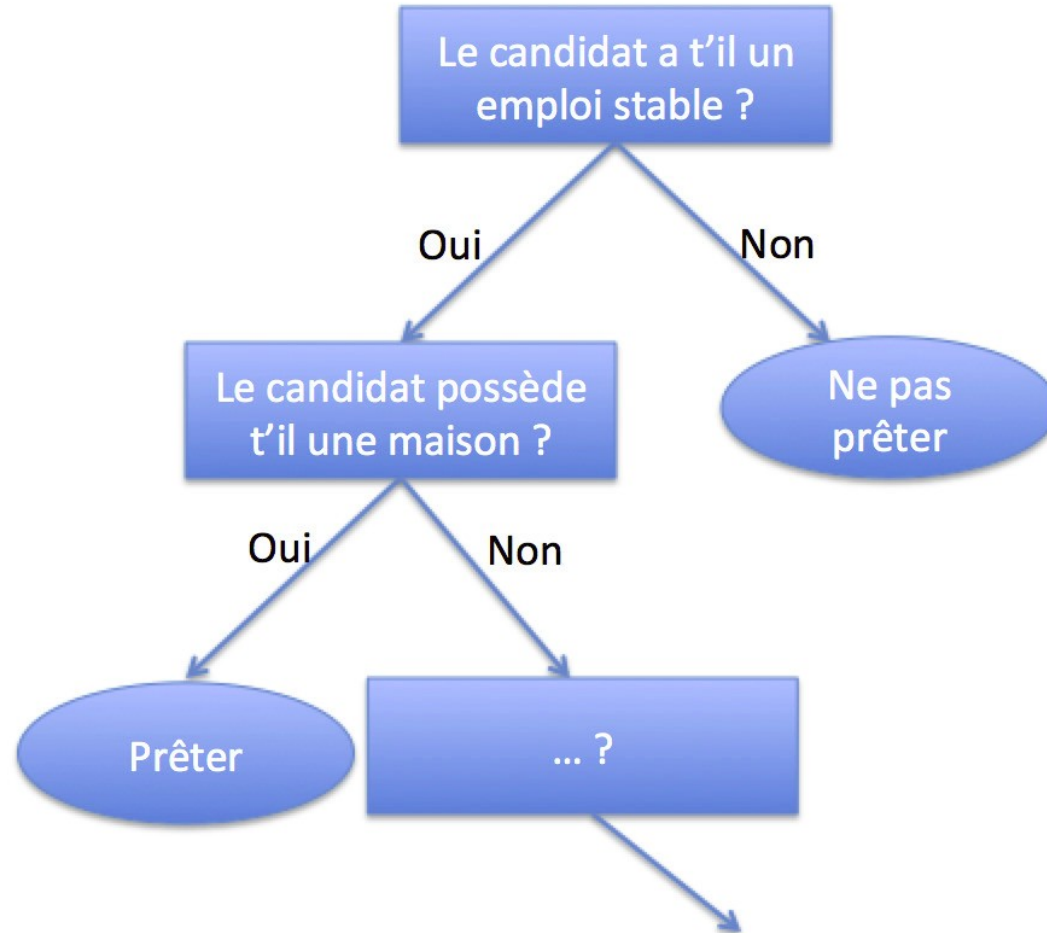 Le candidat a t’il un
emploi stable ?
Oui
Non
Le candidat possède
t’il une maison ?
Ne pas
prêter
Oui
Non
Prêter
... ?